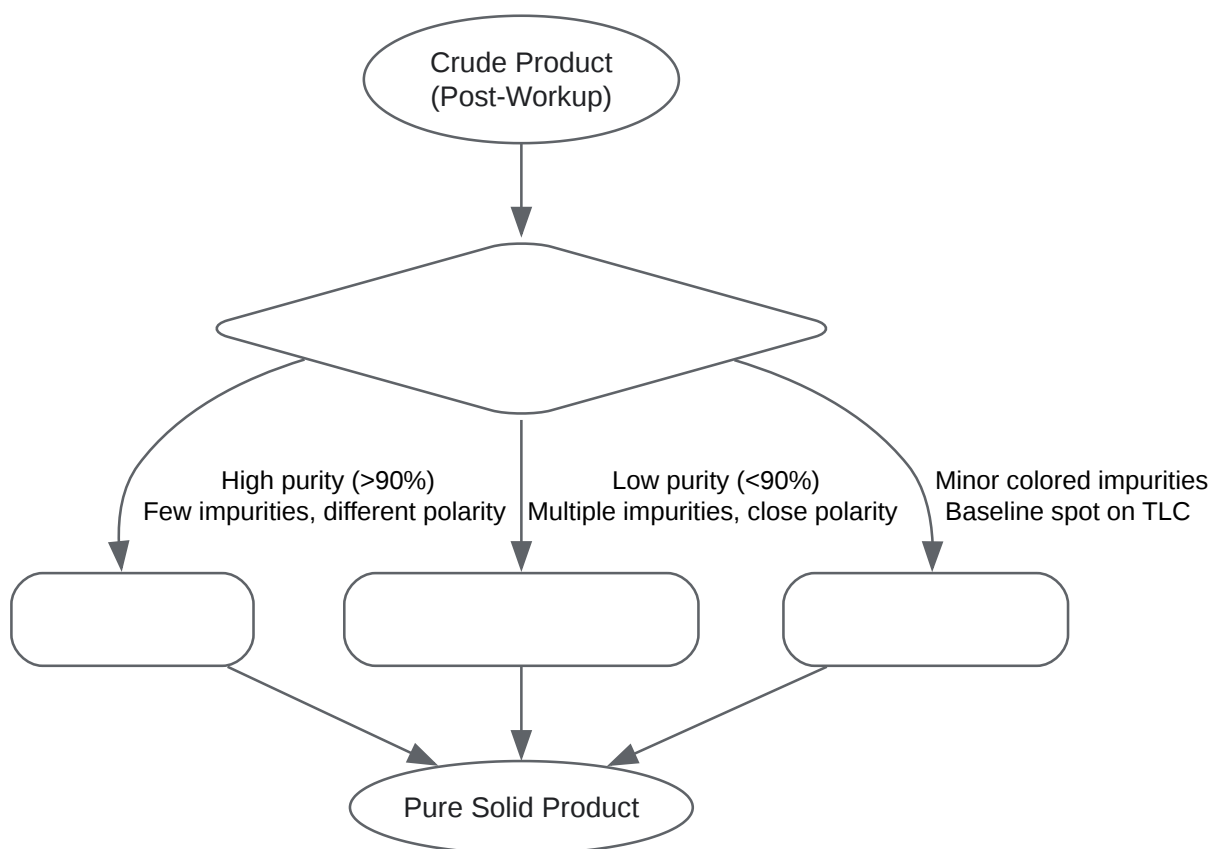 Crude Product
(Post-Workup)
High purity (>90%)
Few impurities, different polarity
Low purity (<90%)
Multiple impurities, close polarity
Minor colored impurities
Baseline spot on TLC
Pure Solid Product